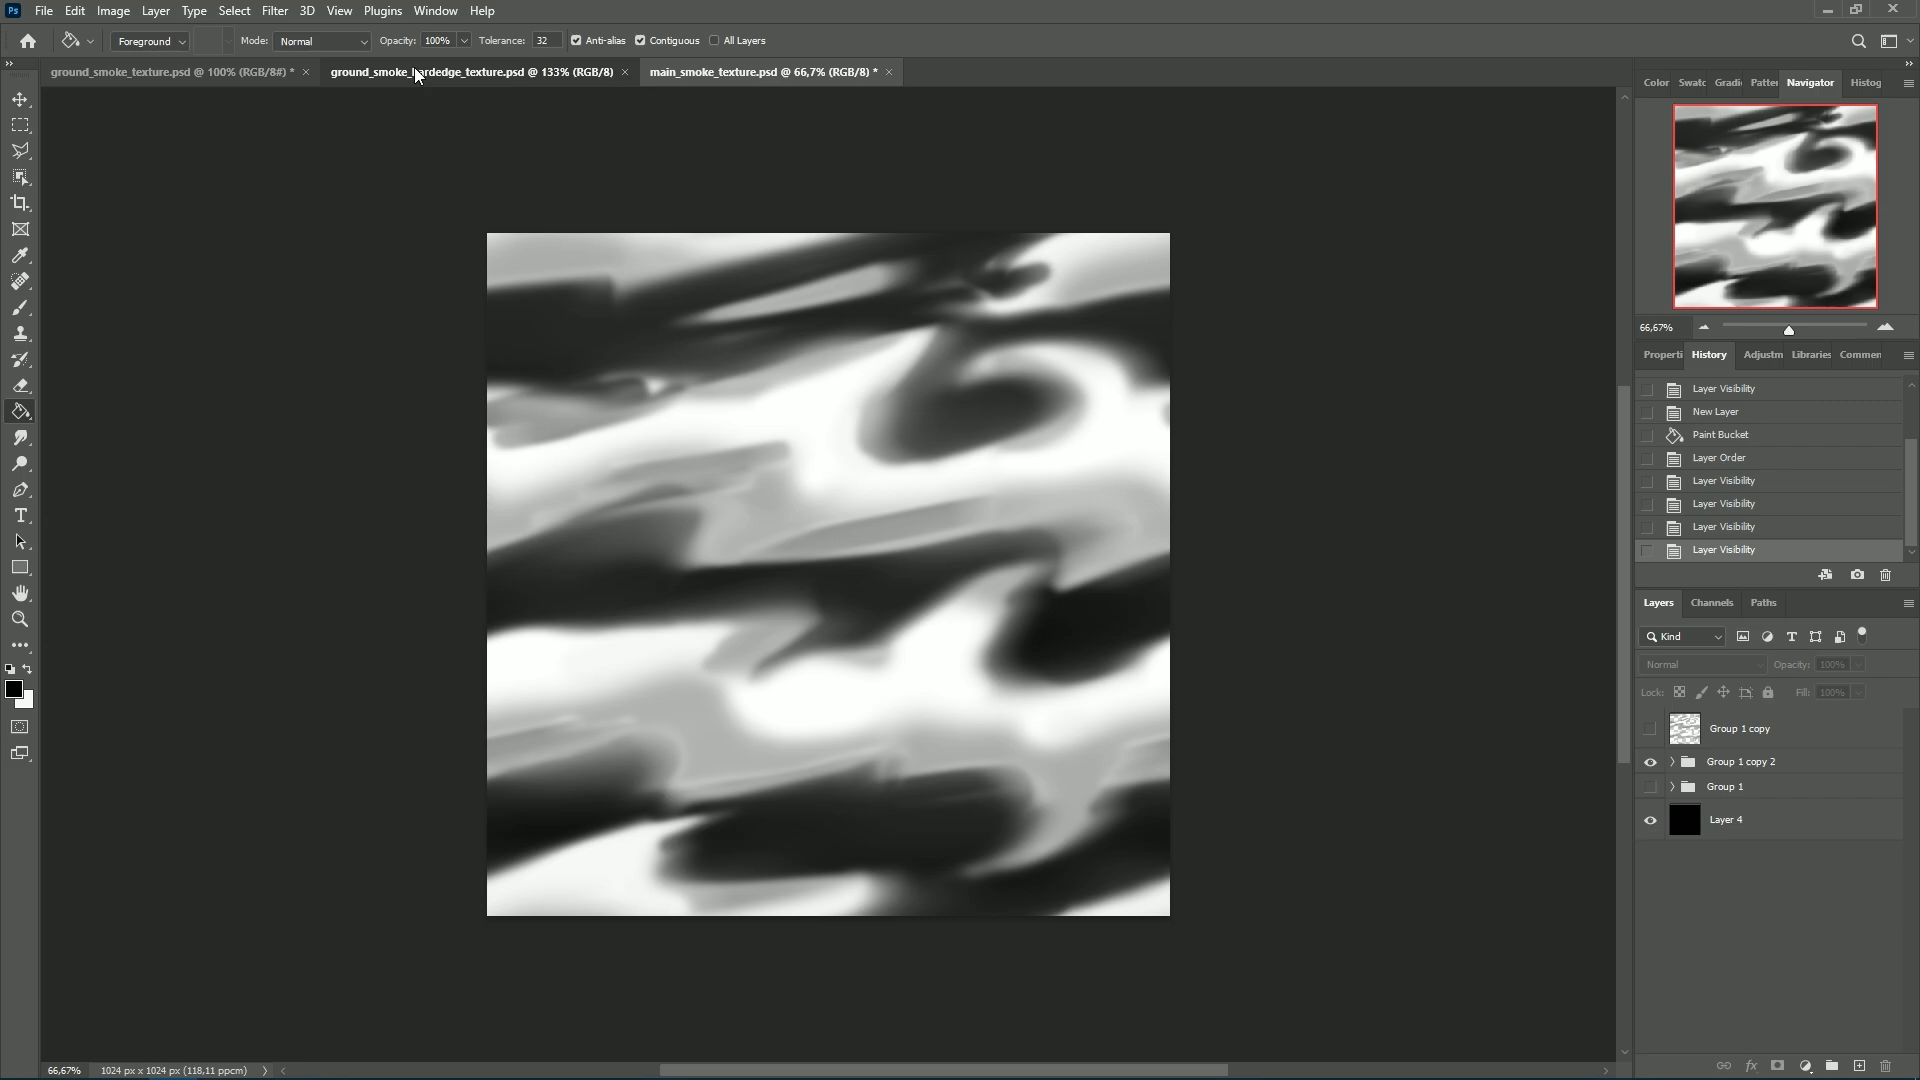 Ps File Edit Image Layer Type Select Filter 3D View Plugins Window Help
Foreground Mode: Normal Opacity: 100% Tolerance: 32 Anti-alias Contiguous All Layers
ground_smoke_texture.psd @ 100% (RGB/8#) * ×
ground_smoke_hardedge_texture.psd @ 133% (RGB/8) ×
main_smoke_texture.psd @ 66,7% (RGB/8) * ×
Color Swatc Gradi Patter Navigator Histog
66,67%
Properti History Adjustm Libraries Commen
Layer Visibility
New Layer
Paint Bucket
Layer Order
Layer Visibility
Layer Visibility
Layer Visibility
Layer Visibility
Layers Channels Paths
Kind
Normal Opacity: 100%
Lock: Fill: 100%
Group 1 copy
Group 1 copy 2
Group 1
Layer 4
fx
66,67% 1024 px x 1024 px (118,11 ppcm)